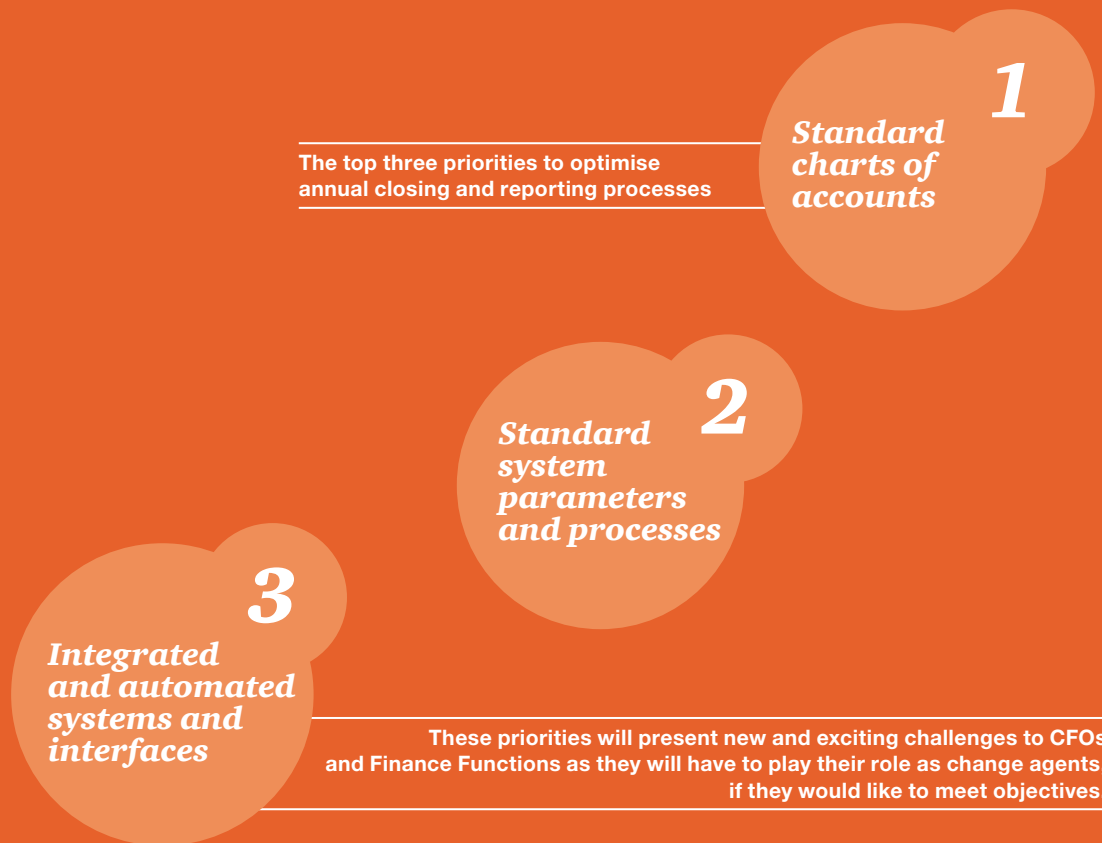 The top three priorities to optimise
annual closing and reporting processes
1
Standard
charts of
accounts
2
Standard
system
parameters
and processes
3
Integrated
and automated
systems and
interfaces
These priorities will present new and exciting challenges to CFOs
and Finance Functions as they will have to play their role as change agents,
if they would like to meet objectives.